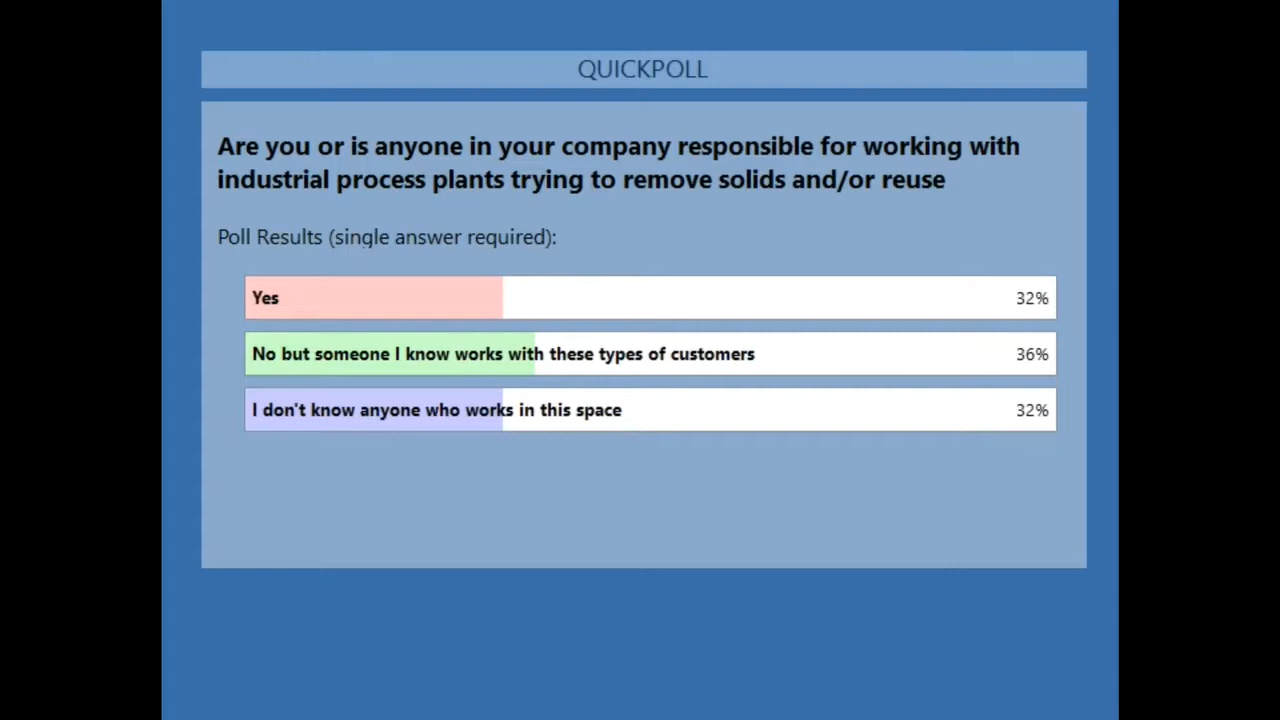 QUICKPOLL
Are you or is anyone in your company responsible for working with
industrial process plants trying to remove solids and/or reuse
Poll Results (single answer required):
Yes 32%
No but someone I know works with these types of customers 36%
I don't know anyone who works in this space 32%